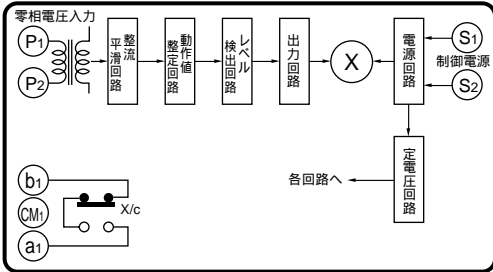 零相電圧入力
P1
P2
整流
平滑回路
動作値
整定回路
レベル
検出回路
出力回路
X
電源回路
S1
制御電源
S2
定電圧回路
各回路へ
b1
CM1
a1
X/c